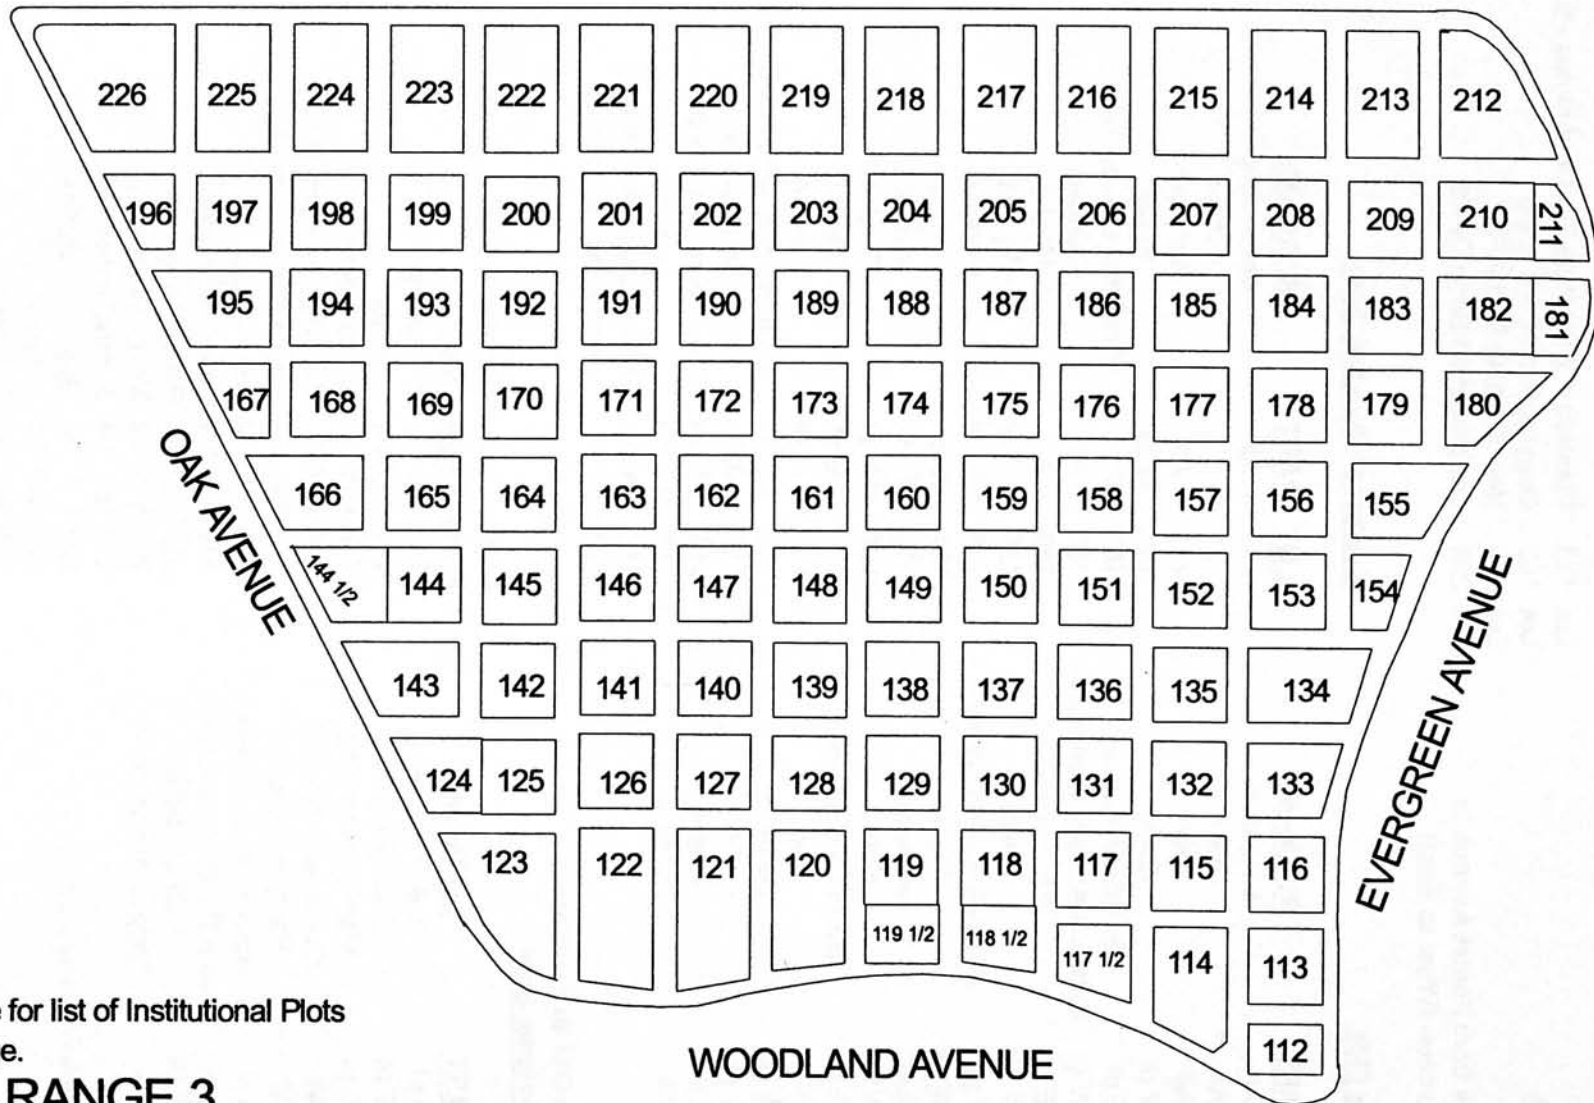 226 225 224 223 222 221 220 219 218 217 216 215 214 213 212
196 197 198 199 200 201 202 203 204 205 206 207 208 209 210 211
195 194 193 192 191 190 189 188 187 186 185 184 183 182 181
167 168 169 170 171 172 173 174 175 176 177 178 179 180
166 165 164 163 162 161 160 159 158 157 156 155
144 1/2 144 145 146 147 148 149 150 151 152 153 154
143 142 141 140 139 138 137 136 135 134
124 125 126 127 128 129 130 131 132 133
123 122 121 120 119 118 117 115 116
119 1/2 118 1/2 117 1/2 114 113
112
OAK AVENUE
EVERGREEN AVENUE
WOODLAND AVENUE
for list of Institutional Plots
RANGE 3